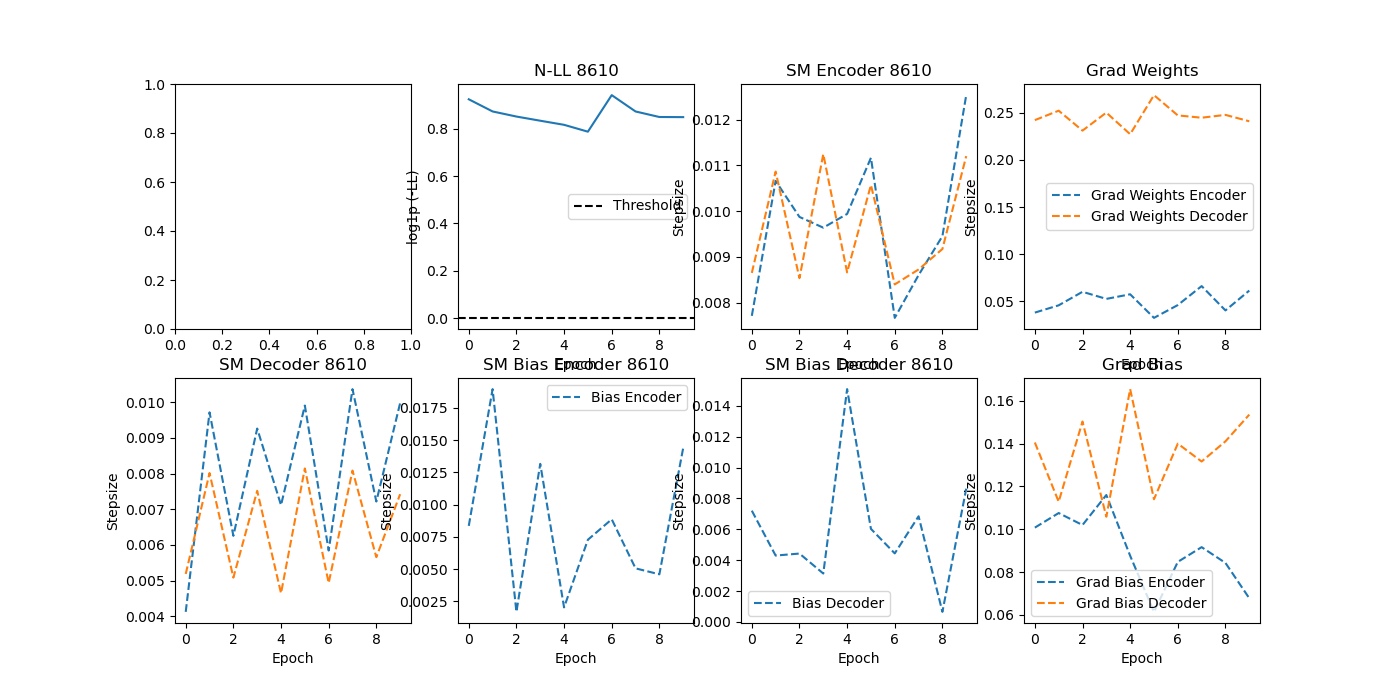 N-LL 8610
SM Encoder 8610
Grad Weights
1.0
0.8
0.6
0.4
0.2
0.0
0.0 0.2 0.4 0.6 0.8 1.0
log1p (-LL)
0.8
0.6
0.4
0.2
0.0
Threshold
0 2 4 6 8
Epoch
Stepsize
0.012
0.011
0.010
0.009
0.008
0 2 4 6 8
Epoch
Stepsize
0.25
0.20
0.15
0.10
0.05
Grad Weights Encoder
Grad Weights Decoder
0 2 4 6 8
Epoch
SM Decoder 8610
SM Bias Encoder 8610
SM Bias Decoder 8610
Grad Bias
Stepsize
0.010
0.009
0.008
0.007
0.006
0.005
0.004
0 2 4 6 8
Epoch
Stepsize
0.0175
0.0150
0.0125
0.0100
0.0075
0.0050
0.0025
Bias Encoder
0 2 4 6 8
Epoch
Stepsize
0.014
0.012
0.010
0.008
0.006
0.004
0.002
0.000
Bias Decoder
0 2 4 6 8
Epoch
Stepsize
0.16
0.14
0.12
0.10
0.08
0.06
Grad Bias Encoder
Grad Bias Decoder
0 2 4 6 8
Epoch